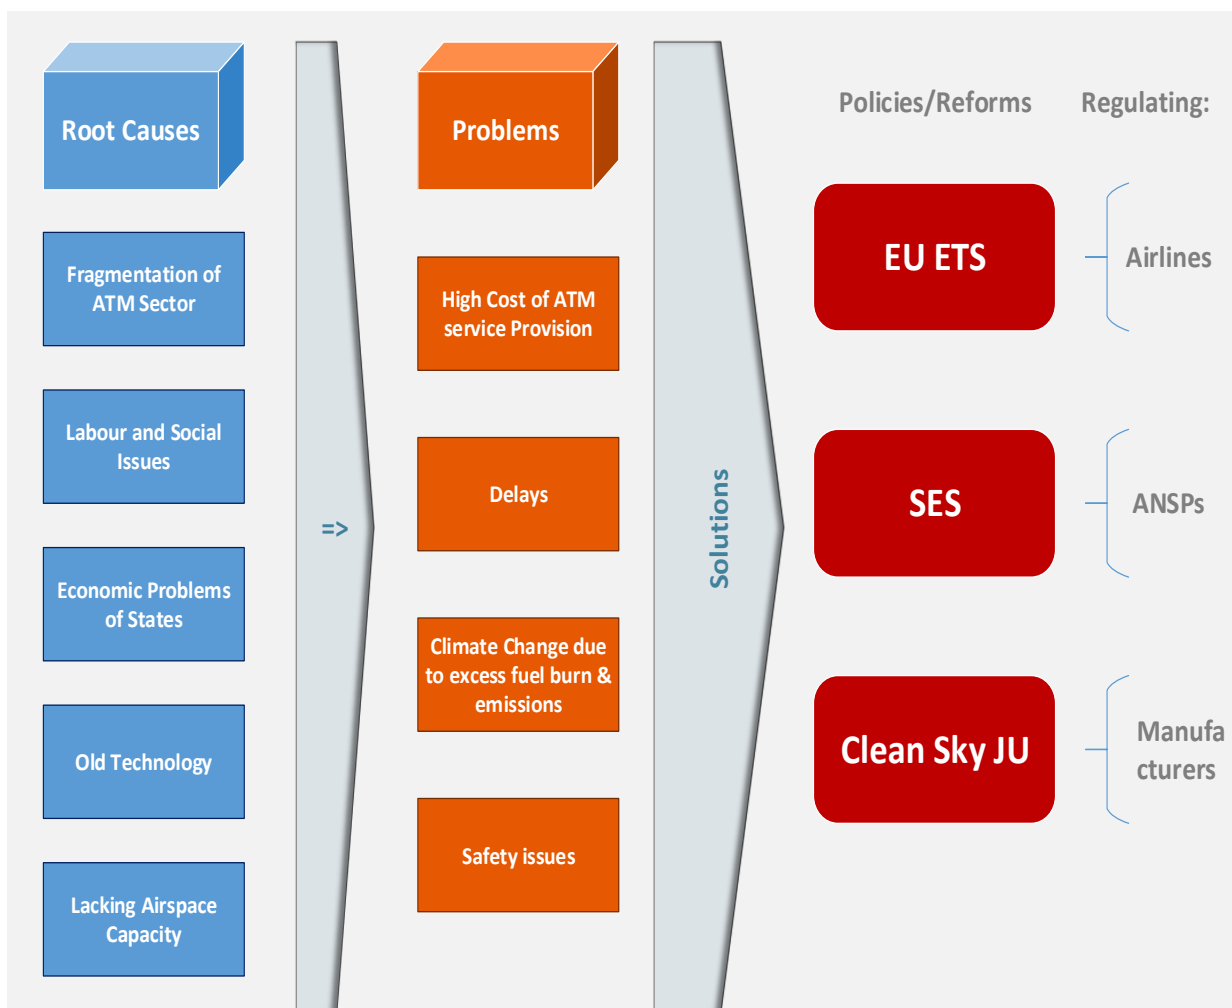 Root Causes
Fragmentation of
ATM Sector
Labour and Social
Issues
Economic Problems
of States
Old Technology
Lacking Airspace
Capacity
=>
Problems
High Cost of ATM
service Provision
Delays
Climate Change due
to excess fuel burn &
emissions
Safety issues
Solutions
Policies/Reforms
Regulating:
EU ETS
Airlines
SES
ANSPs
Clean Sky JU
Manufa
cturers